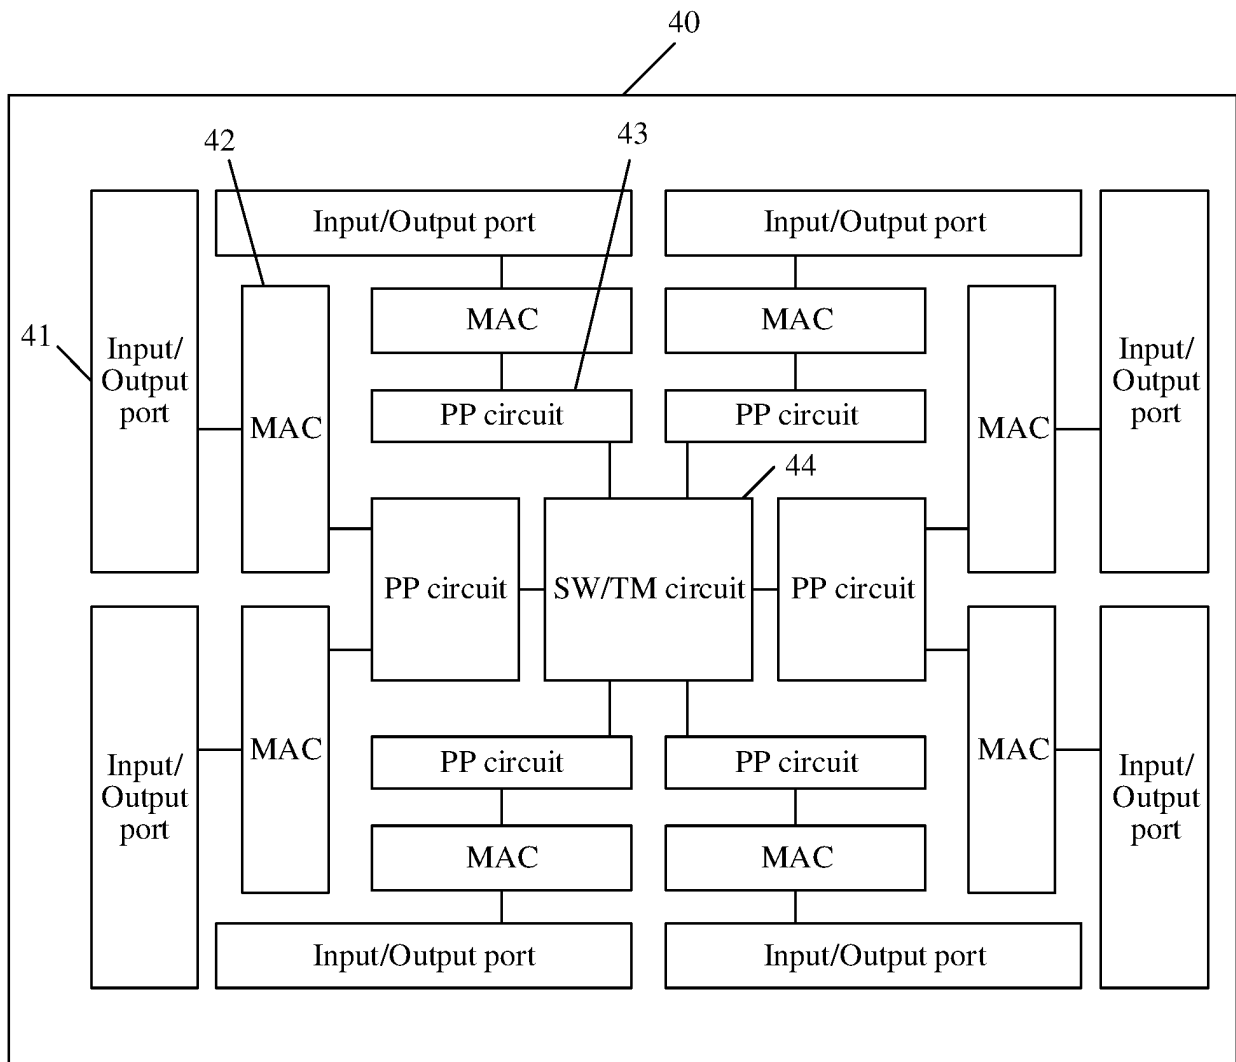 40
42
43
Input/Output port
Input/Output port
MAC
MAC
41
Input/
Output
port
Input/
Output
port
MAC
MAC
PP circuit
PP circuit
44
PP circuit
SW/TM circuit
PP circuit
MAC
MAC
Input/
Output
port
Input/
Output
port
PP circuit
PP circuit
MAC
MAC
Input/Output port
Input/Output port